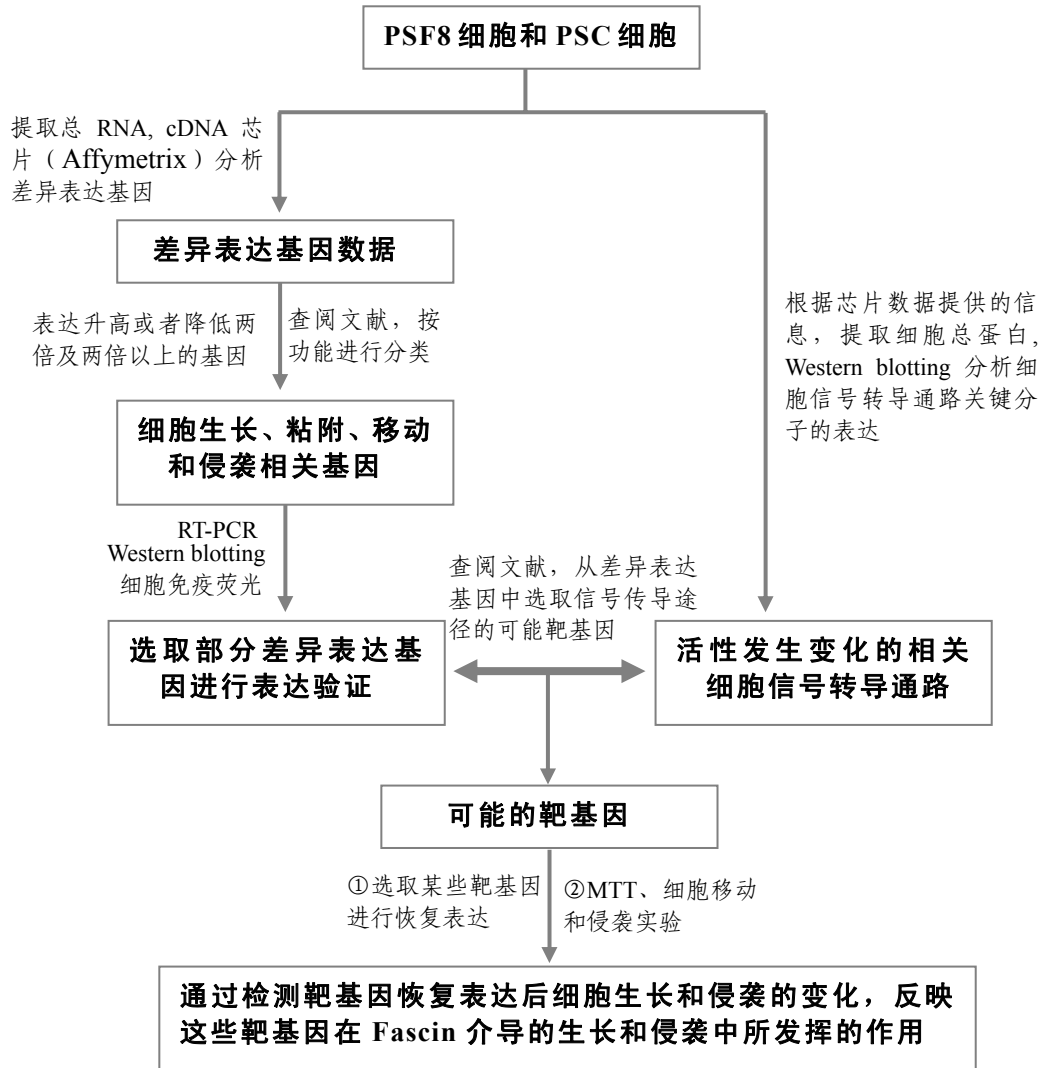 PSF8 细胞和 PSC 细胞
提取总 RNA, cDNA 芯
片（Affymetrix）分析
差异表达基因
差异表达基因数据
表达升高或者降低两
倍及两倍以上的基因
查阅文献，按
功能进行分类
根据芯片数据提供的信
息，提取细胞总蛋白,
Western blotting 分析细
胞信号转导通路关键分
子的表达
细胞生长、粘附、移动
和侵袭相关基因
RT-PCR
Western blotting
细胞免疫荧光
查阅文献，从差异表达
基因中选取信号传导途
径的可能靶基因
选取部分差异表达基
因进行表达验证
活性发生变化的相关
细胞信号转导通路
可能的靶基因
①选取某些靶基因
进行恢复表达
②MTT、细胞移动
和侵袭实验
通过检测靶基因恢复表达后细胞生长和侵袭的变化，反映
这些靶基因在 Fascin 介导的生长和侵袭中所发挥的作用